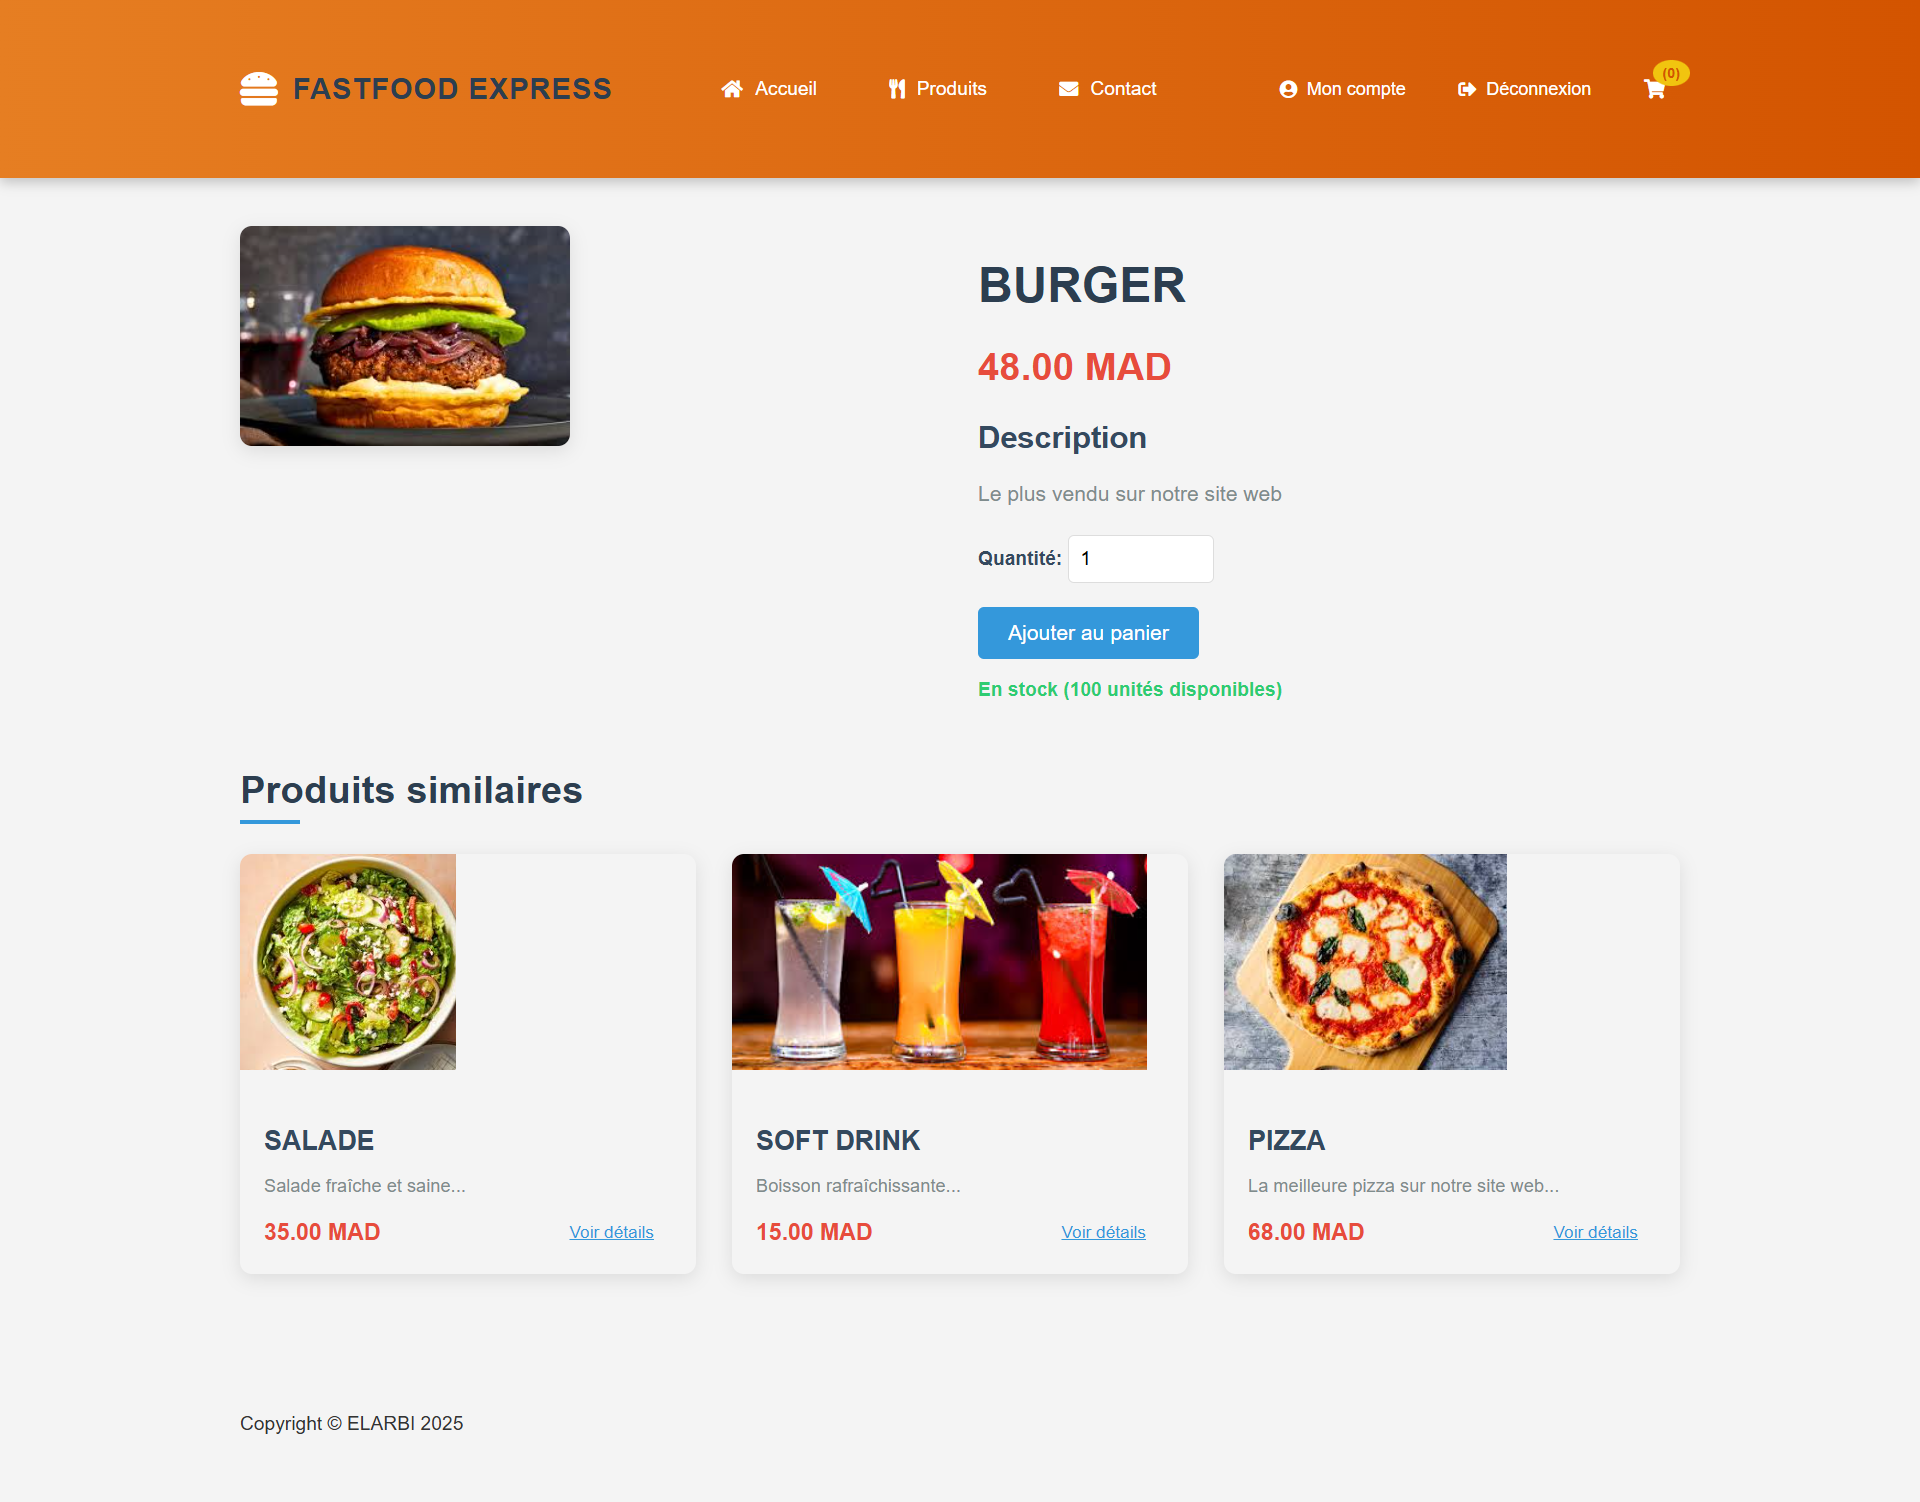 FASTFOOD EXPRESS
Accueil
Produits
Contact
Mon compte
Déconnexion
(0)
BURGER
48.00 MAD
Description
Le plus vendu sur notre site web
Quantité: 1
Ajouter au panier
En stock (100 unités disponibles)
Produits similaires
SALADE
Salade fraîche et saine...
35.00 MAD Voir détails
SOFT DRINK
Boisson rafraîchissante...
15.00 MAD Voir détails
PIZZA
La meilleure pizza sur notre site web...
68.00 MAD Voir détails
Copyright © ELARBI 2025